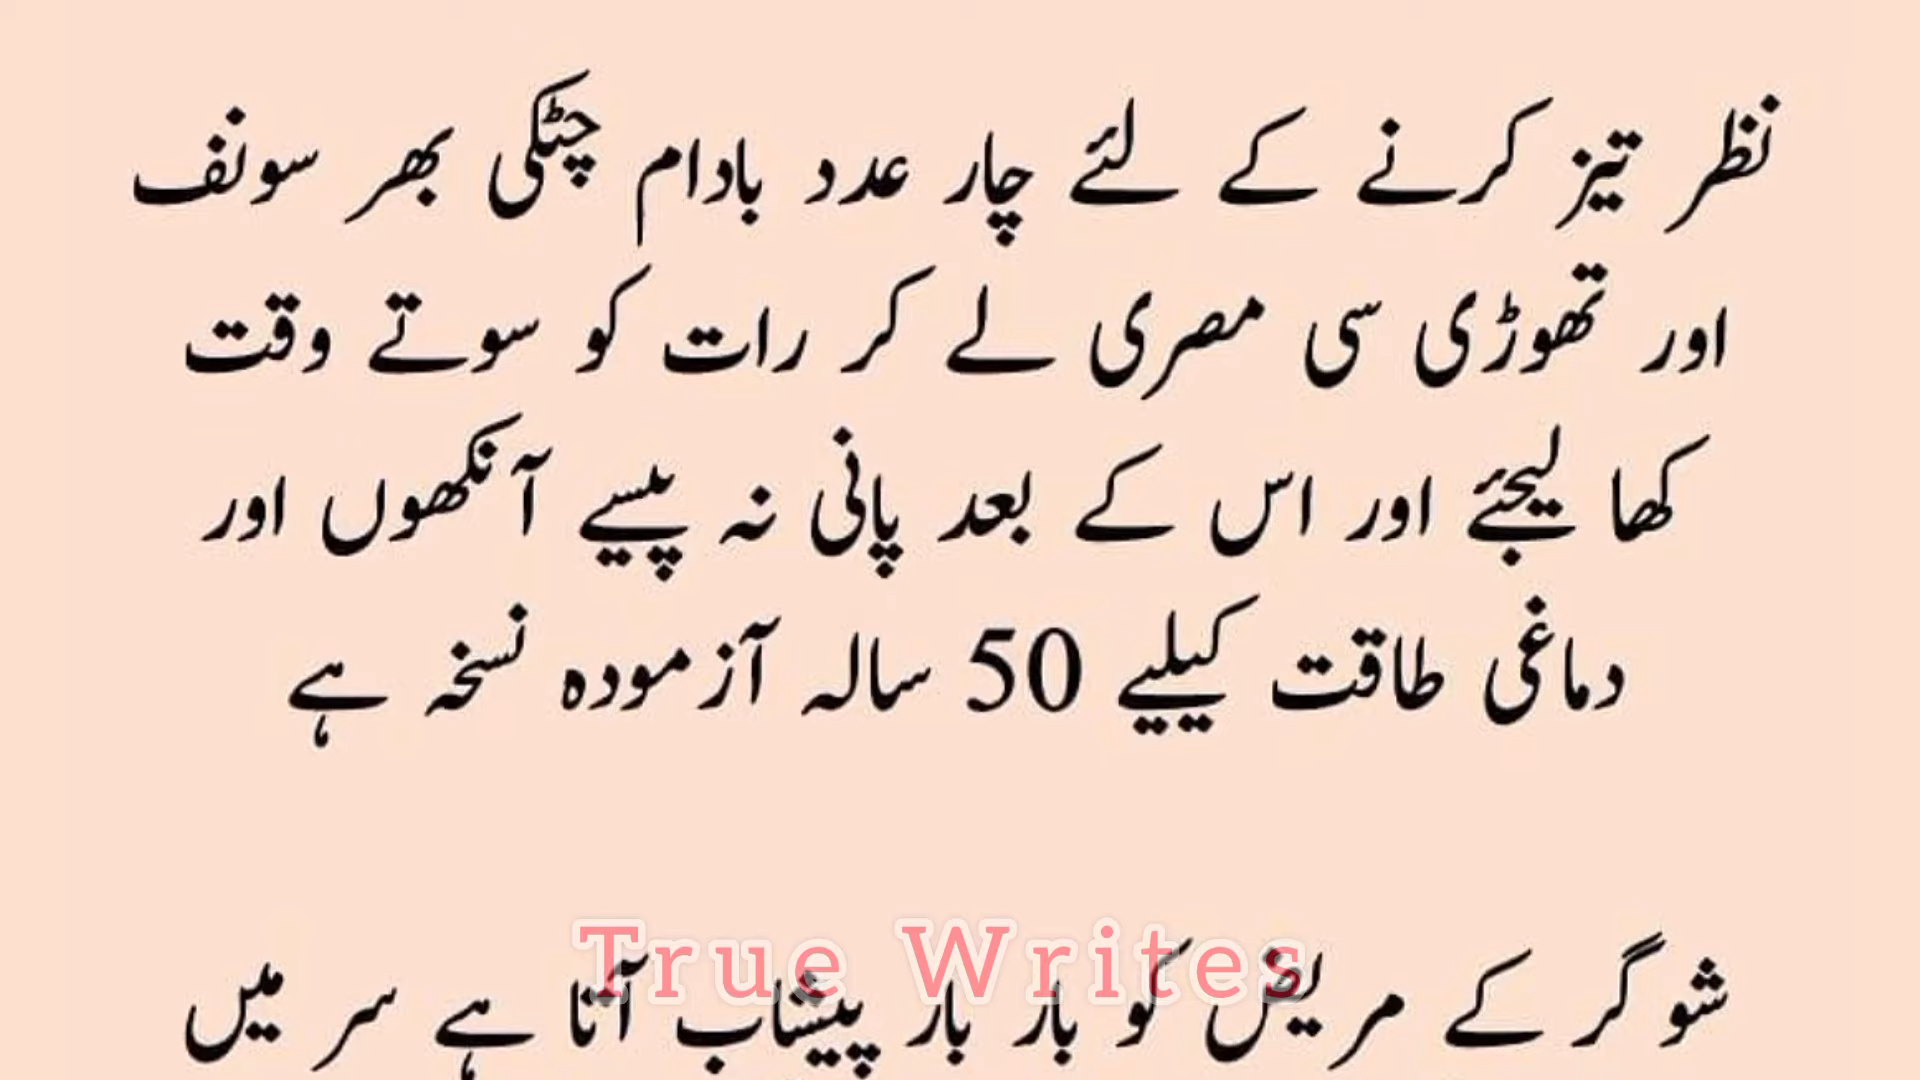 نظر تیز کرنے کے لئے چار عدد بادام چٹکی بھر سونف
اور تھوڑی سی مصری لے کر رات کو سوتے وقت
کھا لیجئے اور اس کے بعد پانی نہ پیسے آنکھوں اور
دماغی طاقت کیلیے 50 سالہ آزمودہ نسخہ ہے
True Writes
شوگر کے مریض کو بار بار پیشاب آتا ہے سر میں